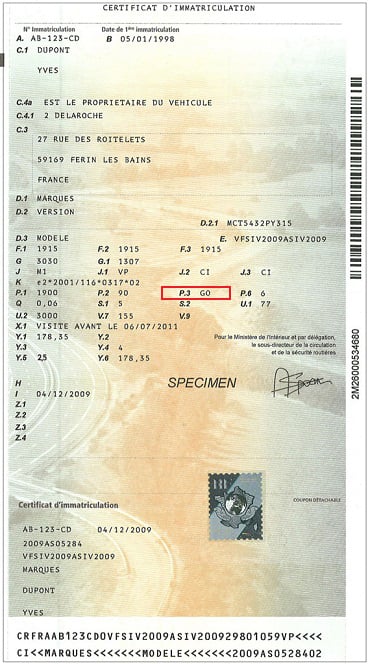 CERTIFICAT D'IMMATRICULATION
N° Immatriculation Date de 1ère immatriculation
A. AB-123-CD B 05/01/1998
C.1 DUPONT
YVES
C.4a EST LE PROPRIETAIRE DU VEHICULE
C.4.1 2 DELAROCHE
C.3
27 RUE DES ROITELETS
59169 FERIN LES BAINS
FRANCE
D.1 MARQUES
D.2 VERSION
D.2.1 MCT5432PY315
D.3 MODELE E. VFSIV2009ASIV2009
F.1 1915 F.2 1915 F.3 1915
G 3030 G.1 1307
J M1 J.1 VP J.2 CI J.3 CI
K e2*2001/116*0317*02
P.1 1900 P.2 90 P.3 GO P.6 6
Q 0,06 S.1 5 S.2 U.1 77
U.2 3000 V.7 155 V.9
X.1 VISITE AVANT LE 06/07/2011
Y.1 178,35 Y.2 Pour le Ministère de l'Intérieur et par délégation,
Y.3 Y.4 le sous-directeur de la circulation
Y.5 25 Y.6 178,35 et de la sécurité routières
H SPECIMEN
I 04/12/2009
Z.1
Z.2
Z.3
Z.4
2M26000534680
COUPON DÉTACHABLE
Certificat d'immatriculation
AB-123-CD 04/12/2009
2009AS05284
VFSIV2009ASIV2009
MARQUES
DUPONT
YVES
CRFRAAB123CD0VFSIV2009ASIV200929801059VP<<<<
CI<<MARQUES<<<<<<<MODELE<<<<<<<2009AS0528402